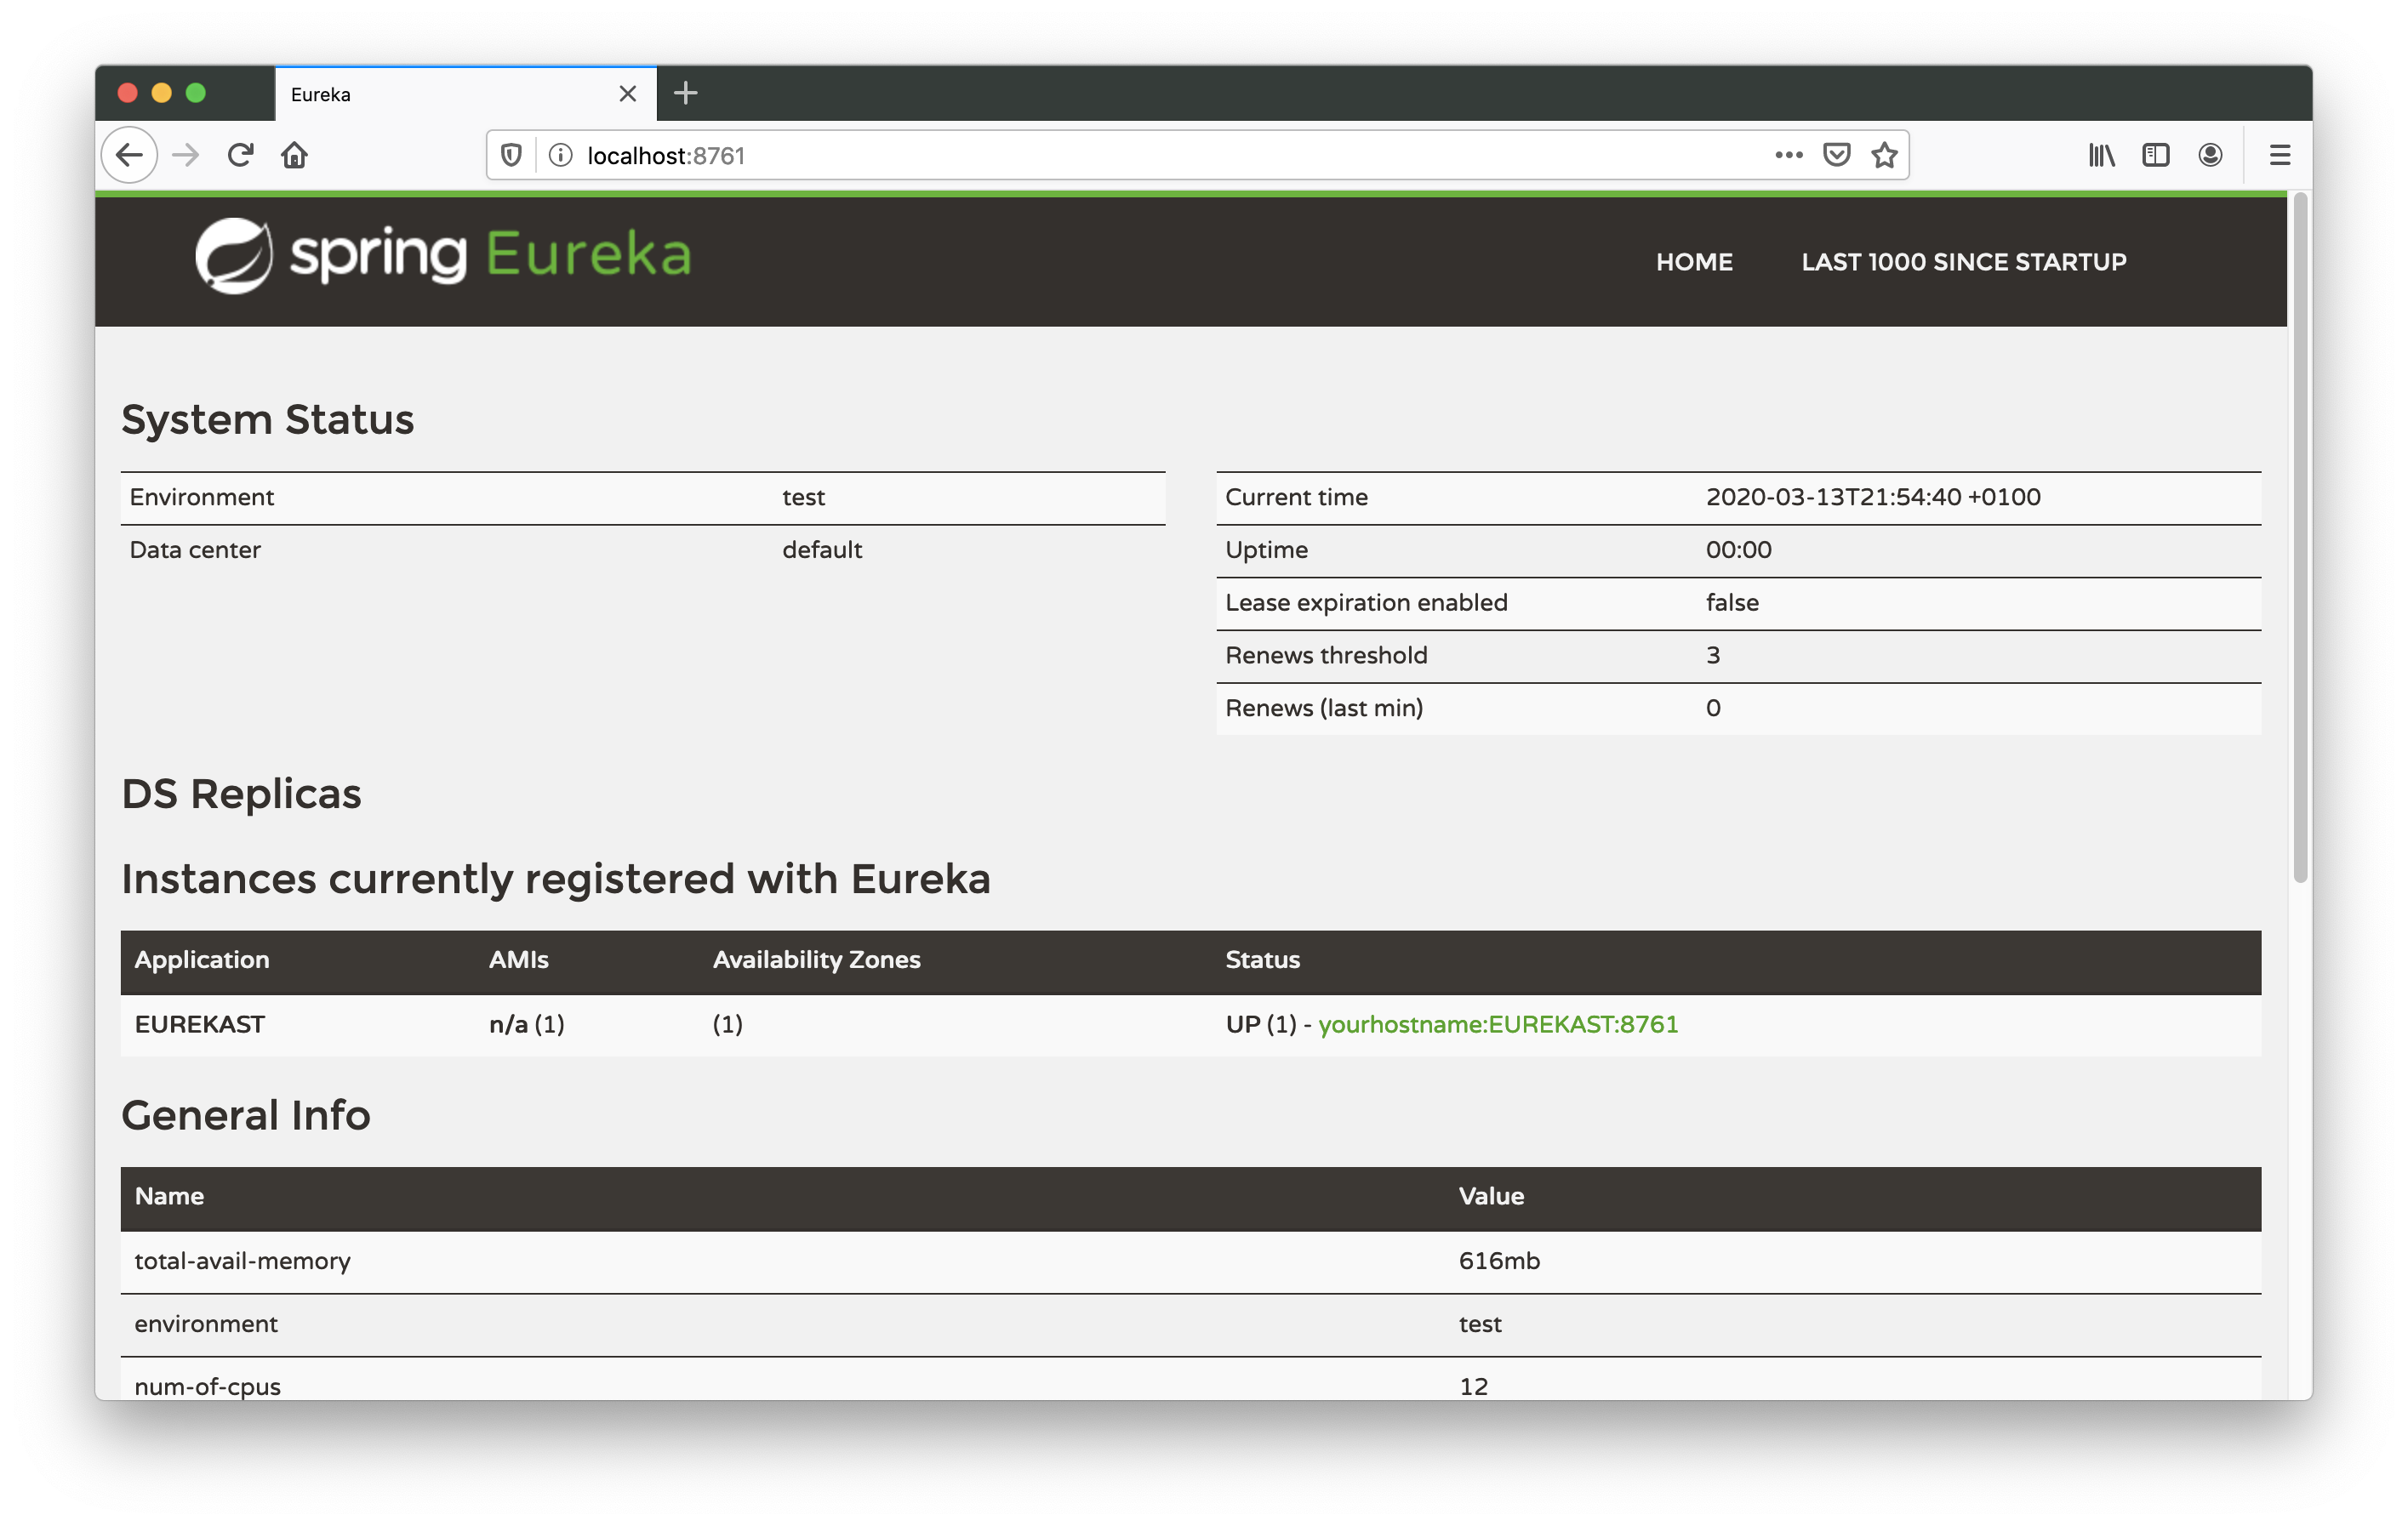 Eureka
localhost:8761
spring Eureka
HOME LAST 1000 SINCE STARTUP
System Status
Environment test
Data center default
Current time 2020-03-13T21:54:40 +0100
Uptime 00:00
Lease expiration enabled false
Renews threshold 3
Renews (last min) 0
DS Replicas
Instances currently registered with Eureka
Application AMIs Availability Zones Status
EUREKAST n/a (1) (1) UP (1) - yourhostname:EUREKAST:8761
General Info
Name Value
total-avail-memory 616mb
environment test
num-of-cpus 12